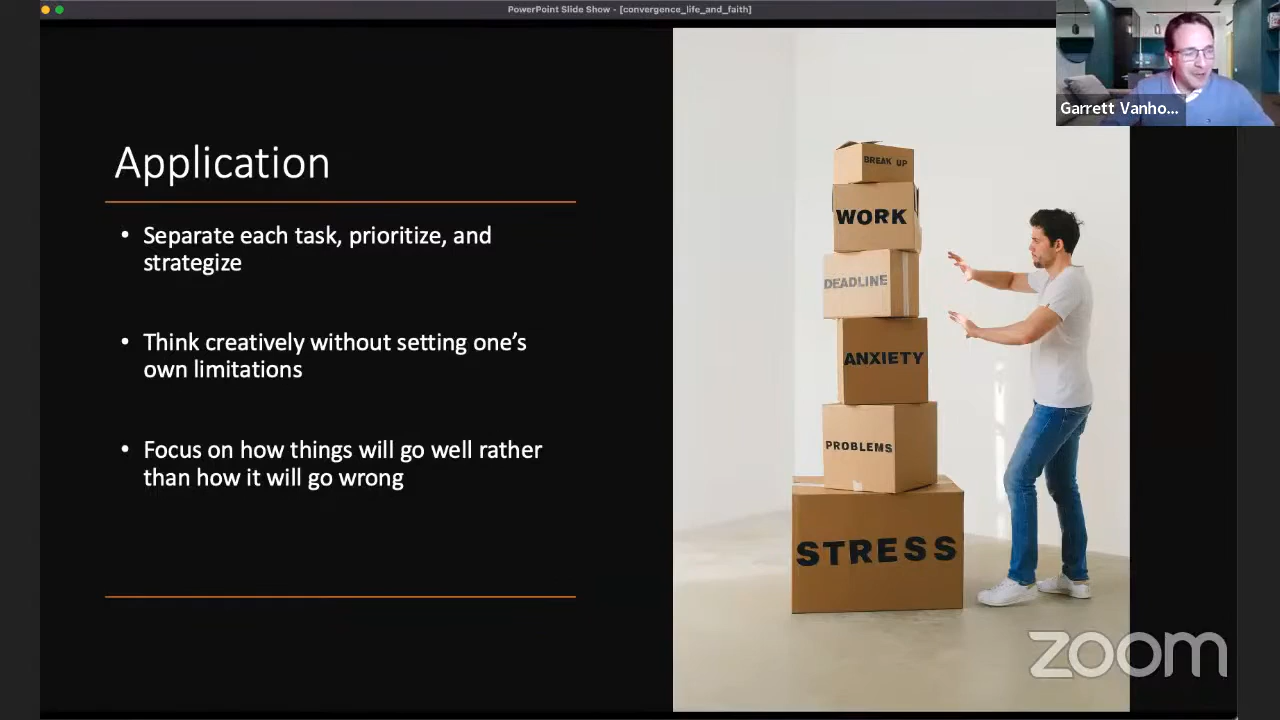 PowerPoint Slide Show - [convergence_life_and_faith]
Garrett Vanho...
Application
• Separate each task, prioritize, and
strategize
• Think creatively without setting one’s
own limitations
• Focus on how things will go well rather
than how it will go wrong
BREAK UP
WORK
DEADLINE
ANXIETY
PROBLEMS
STRESS
zoom